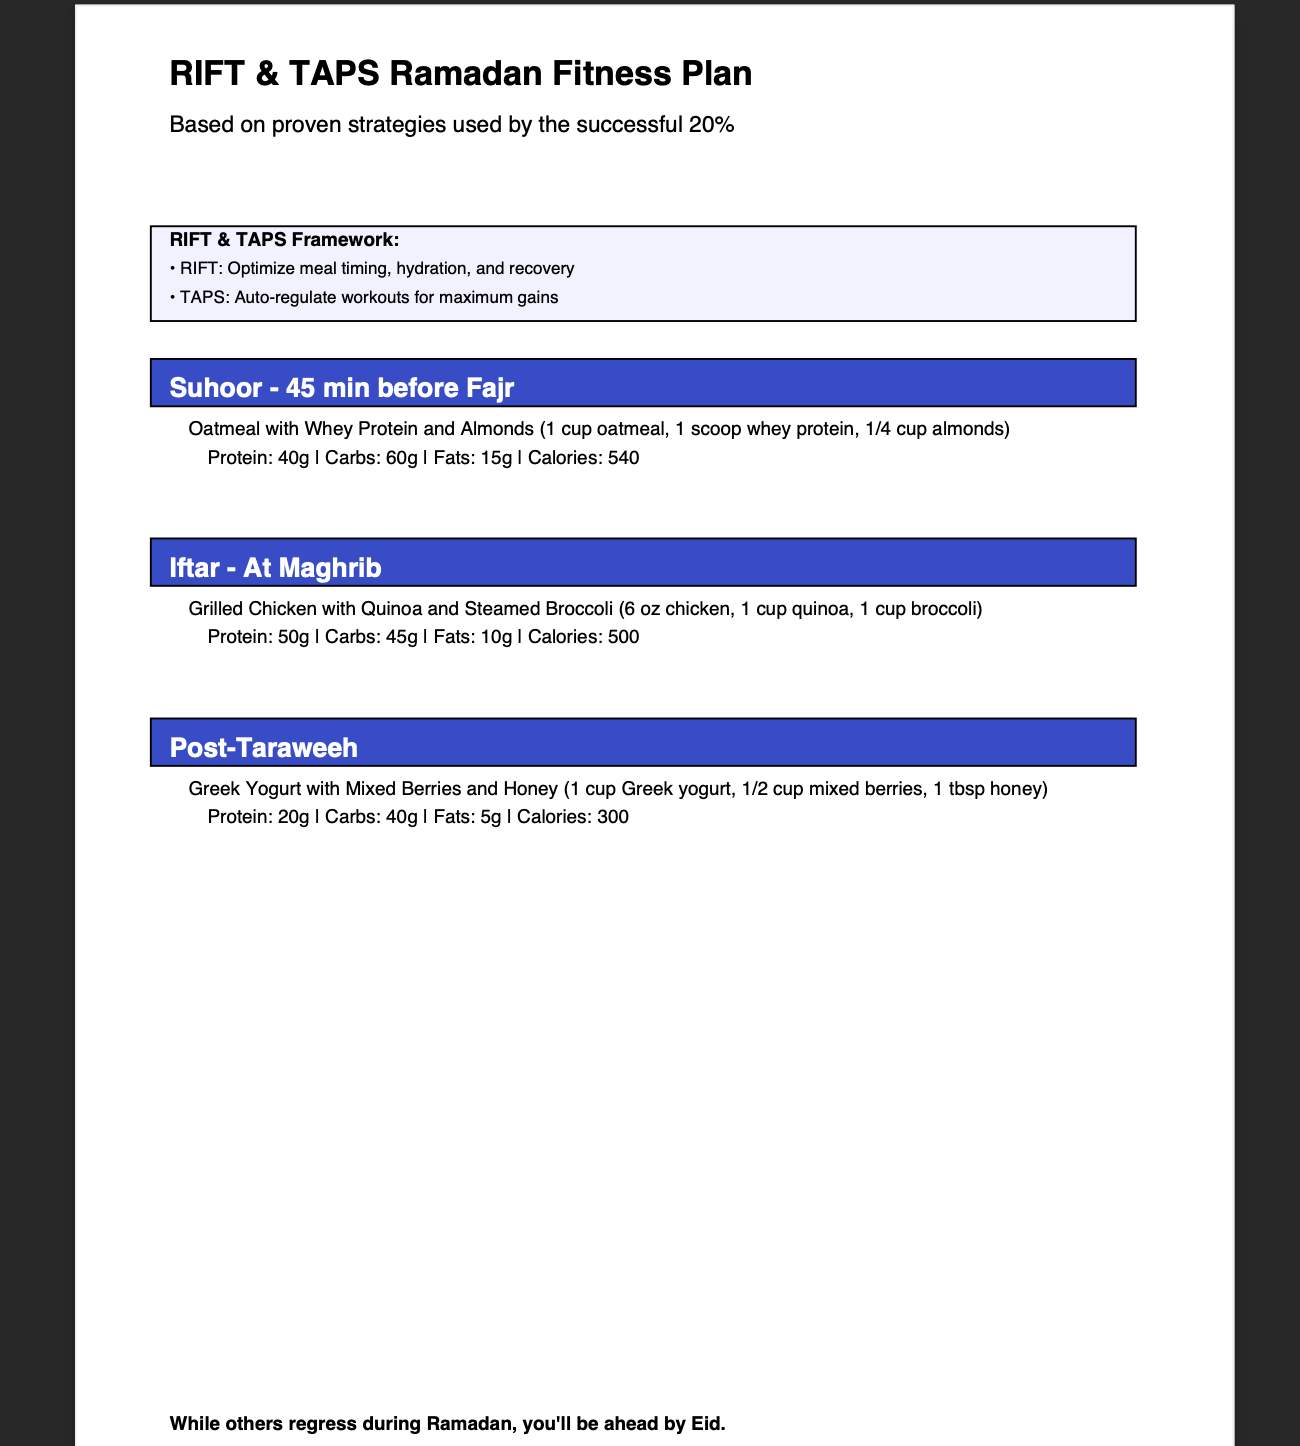 RIFT & TAPS Ramadan Fitness Plan
Based on proven strategies used by the successful 20%
RIFT & TAPS Framework:
• RIFT: Optimize meal timing, hydration, and recovery
• TAPS: Auto-regulate workouts for maximum gains
Suhoor - 45 min before Fajr
Oatmeal with Whey Protein and Almonds (1 cup oatmeal, 1 scoop whey protein, 1/4 cup almonds)
Protein: 40g | Carbs: 60g | Fats: 15g | Calories: 540
Iftar - At Maghrib
Grilled Chicken with Quinoa and Steamed Broccoli (6 oz chicken, 1 cup quinoa, 1 cup broccoli)
Protein: 50g | Carbs: 45g | Fats: 10g | Calories: 500
Post-Taraweeh
Greek Yogurt with Mixed Berries and Honey (1 cup Greek yogurt, 1/2 cup mixed berries, 1 tbsp honey)
Protein: 20g | Carbs: 40g | Fats: 5g | Calories: 300
While others regress during Ramadan, you'll be ahead by Eid.